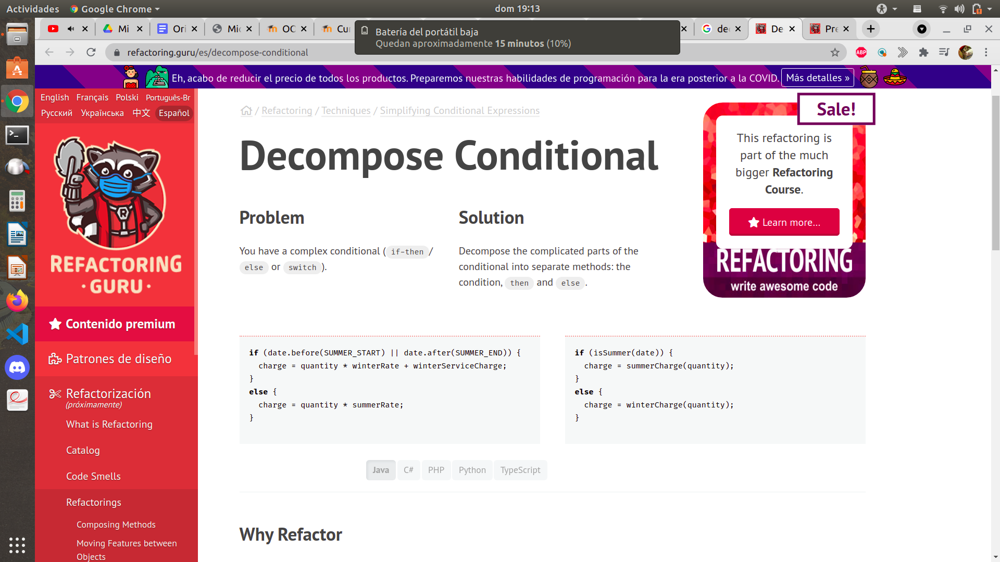 Actividades
Google Chrome
dom 19:13
Mi
Ori
Mic
OC
Cur
dec
De
Pre
Batería del portátil baja
Quedan aproximadamente 15 minutos (10%)
refactoring.guru/es/decompose-conditional
ABP
Eh, acabo de reducir el precio de todos los productos. Preparemos nuestras habilidades de programación para la era posterior a la COVID.
Más detalles »
English Français Polski Português-Br
Русский Українська 中文 Español
R
REFACTORING
· GURU ·
Contenido premium
Patrones de diseño
Refactorización
(próximamente)
What is Refactoring
Catalog
Code Smells
Refactorings
Composing Methods
Moving Features between
Objects
/ Refactoring / Techniques / Simplifying Conditional Expressions
Decompose Conditional
Problem
You have a complex conditional ( if-then /
else or switch ).
Solution
Decompose the complicated parts of the
conditional into separate methods: the
condition, then and else .
Sale!
This refactoring is
part of the much
bigger Refactoring
Course.
Learn more...
REFACTORING
write awesome code
if (date.before(SUMMER_START) || date.after(SUMMER_END)) {
charge = quantity * winterRate + winterServiceCharge;
}
else {
charge = quantity * summerRate;
}
if (isSummer(date)) {
charge = summerCharge(quantity);
}
else {
charge = winterCharge(quantity);
}
Java C# PHP Python TypeScript
Why Refactor